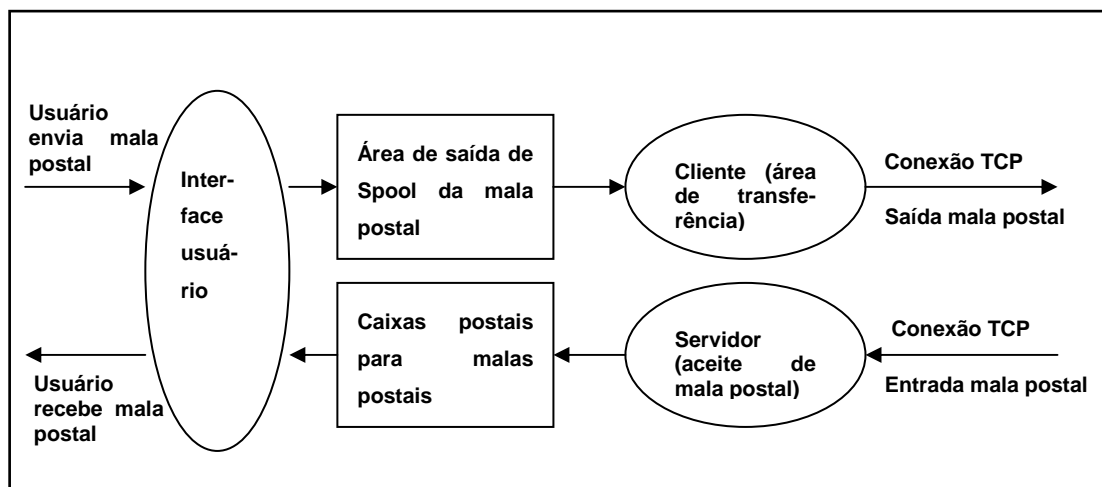 Usuário
envia mala
postal
Inter-
face
usuá-
rio
Área de saída de
Spool da mala
postal
Cliente (área
de transfe-
rência)
Conexão TCP
Saída mala postal
Usuário
recebe mala
postal
Caixas postais
para malas
postais
Servidor
(aceite de
mala postal)
Conexão TCP
Entrada mala postal